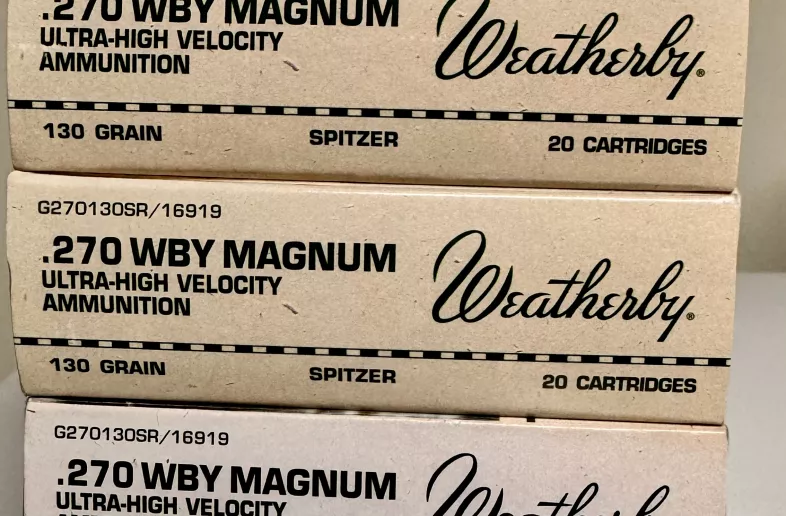 .270 WBY MAGNUM
ULTRA-HIGH VELOCITY
AMMUNITION
Weatherby®
130 GRAIN SPITZER 20 CARTRIDGES
G270130SR/16919
.270 WBY MAGNUM
ULTRA-HIGH VELOCITY
AMMUNITION
Weatherby®
130 GRAIN SPITZER 20 CARTRIDGES
G270130SR/16919
.270 WBY MAGNUM
ULTRA-HIGH VELOCITY
Weatherby